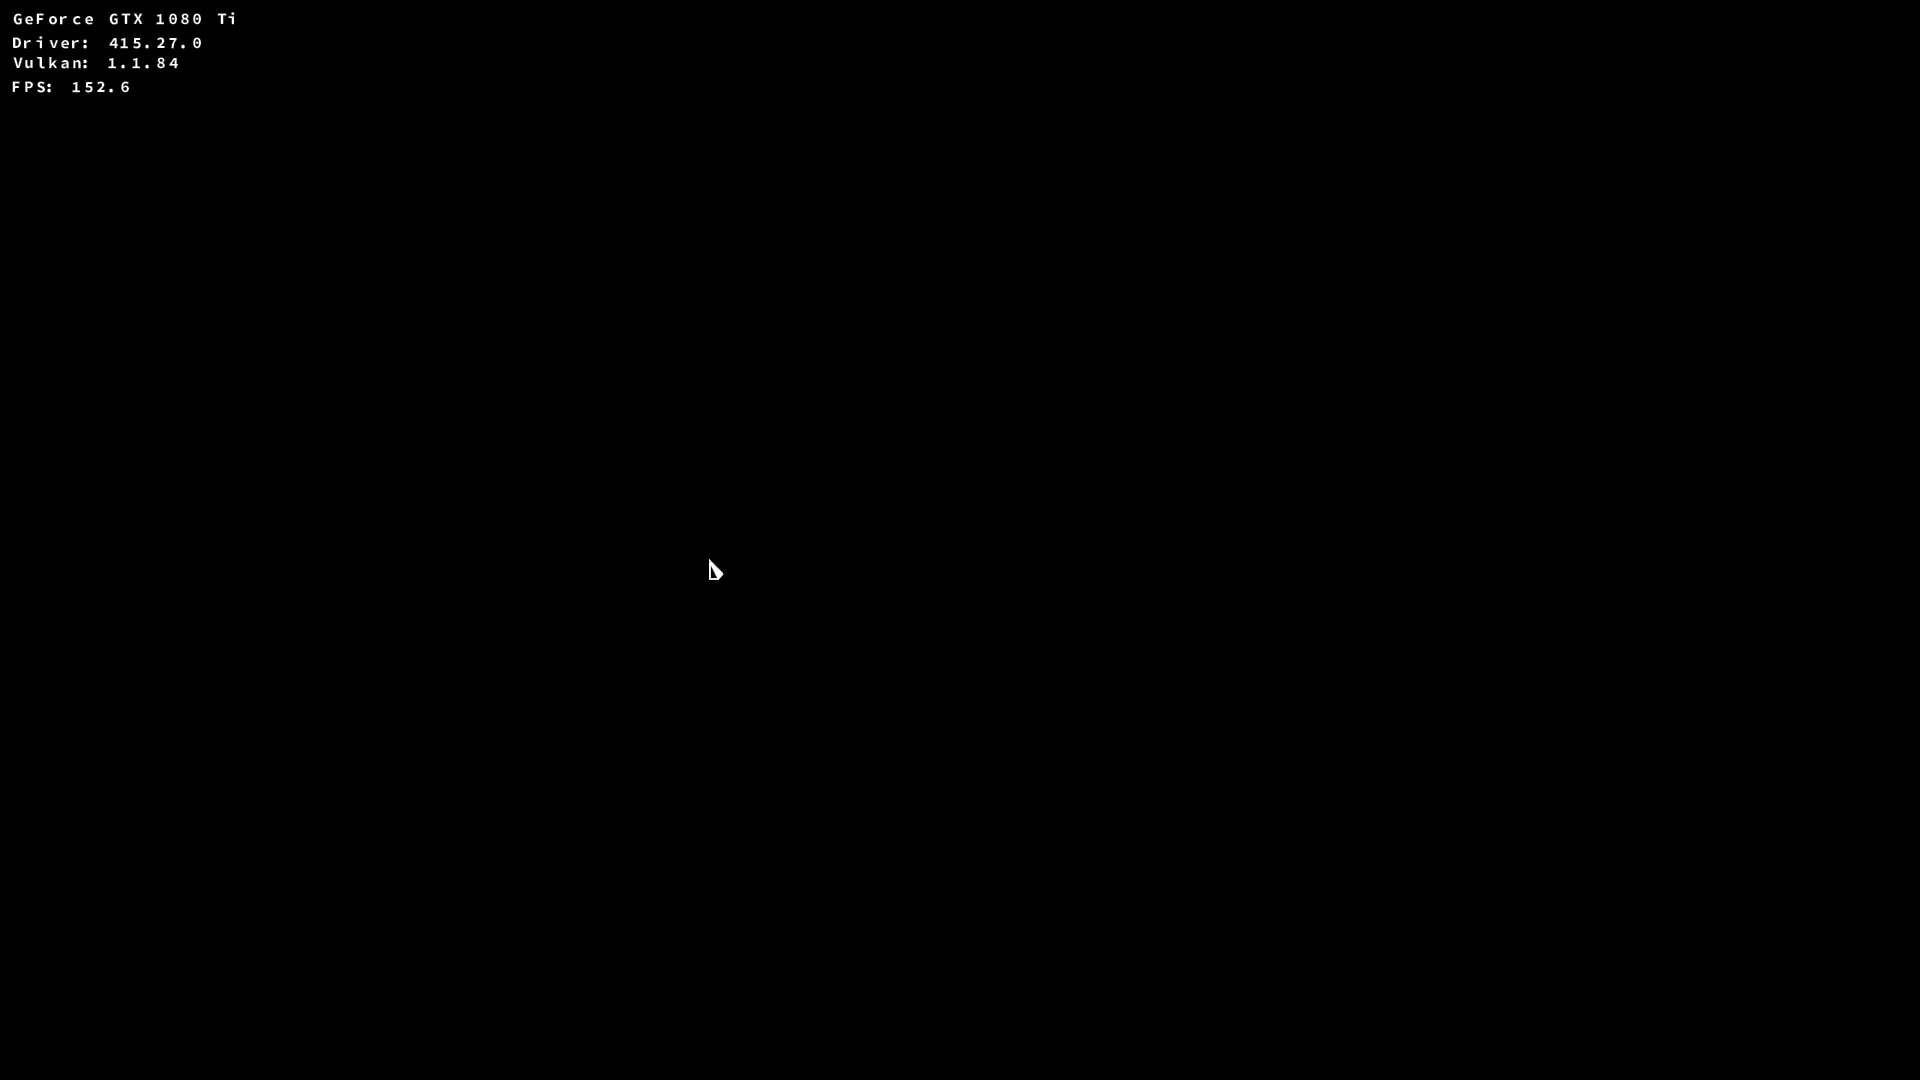 GeForce GTX 1080 Ti
Driver: 415.27.0
Vulkan: 1.1.84
FPS: 152.6